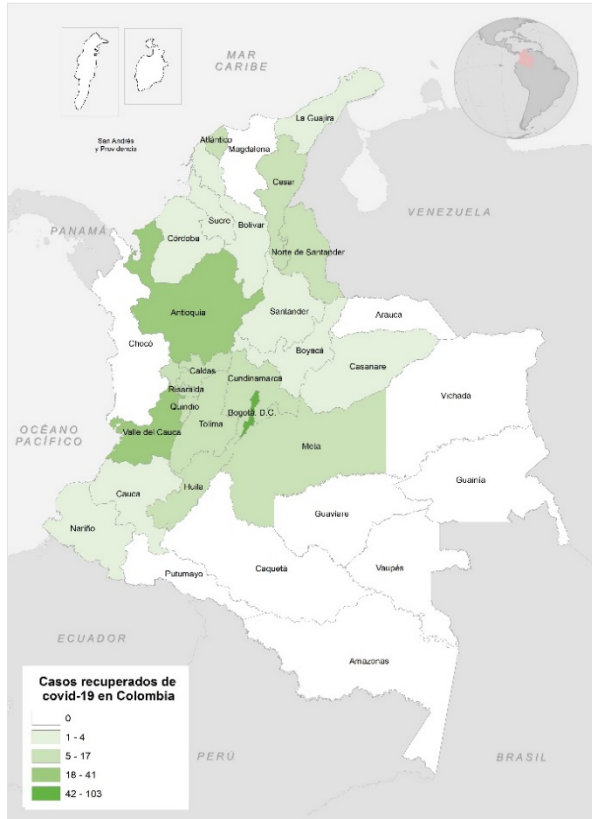 MAR
CARIBE
San Andrés
y Providencia
La Guajira
Atlántico
Magdalena
Cesar
VENEZUELA
PANAMÁ
Sucre
Bolívar
Córdoba
Norte de Santander
Antioquia
Santander
Arauca
Chocó
Boyacá
Caldas
Casanare
Cundinamarca
Risaralda
Vichada
Quindío
Bogotá. D.C.
OCÉANO
PACÍFICO
Valle del Cauca
Tolima
Meta
Guainía
Cauca
Huila
Guaviare
Nariño
Caquetá
Vaupés
Putumayo
ECUADOR
Amazonas
Casos recuperados de
covid-19 en Colombia
0
1 - 4
5 - 17
18 - 41
42 - 103
PERÚ
BRASIL